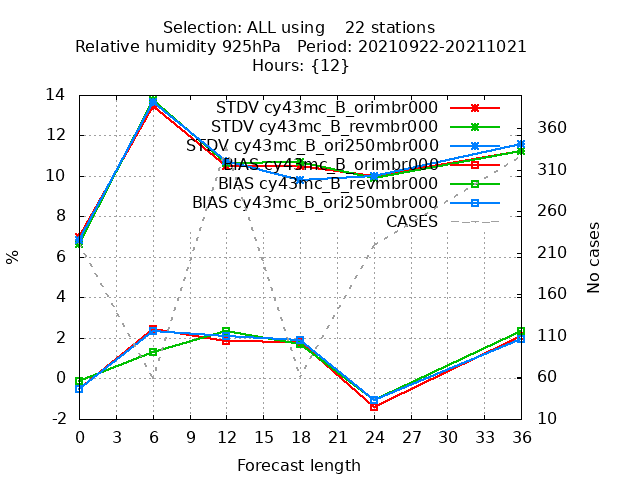 Selection: ALL using    22 stations
Relative humidity 925hPa   Period: 20210922-20211021
Hours: {12}
14
12
10
8
6
4
2
0
-2
%
STDV cy43mc_B_orimbr000
STDV cy43mc_B_revmbr000
STDV cy43mc_B_ori250mbr000
BIAS cy43mc_B_orimbr000
BIAS cy43mc_B_revmbr000
BIAS cy43mc_B_ori250mbr000
CASES
360
310
260
210
160
110
60
10
No cases
0 3 6 9 12 15 18 21 24 27 30 33 36
Forecast length